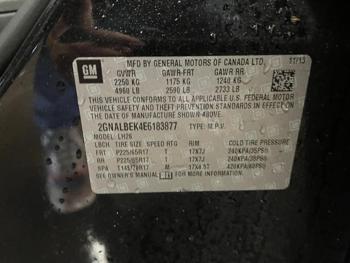 GM
MFD BY GENERAL MOTORS OF CANADA LTD. 11/13
GVWR GAWR FRT GAWR RR
2250 KG 1175 KG 1240 KG
4960 LB 2590 LB 2733 LB
THIS VEHICLE CONFORMS TO ALL APPLICABLE U.S. FEDERAL MOTOR
VEHICLE SAFETY AND THEFT PREVENTION STANDARDS IN EFFECT ON
THE DATE OF MANUFACTURE SHOWN ABOVE.
2GNALBEK4E6183877 TYPE: M.P.V.
MODEL: LH26
LBCH TIRE SIZE SPEED RTG RIM COLD TIRE PRESSURE
FRT P225/65R17 T 17X7J 240KPA(35PSI)
RR P225/65R17 T 17X7J 240KPA(35PSI)
SPA M 420KPA(60PSI)
SEE OWNER'S MANUAL FOR MORE INFORMATION.